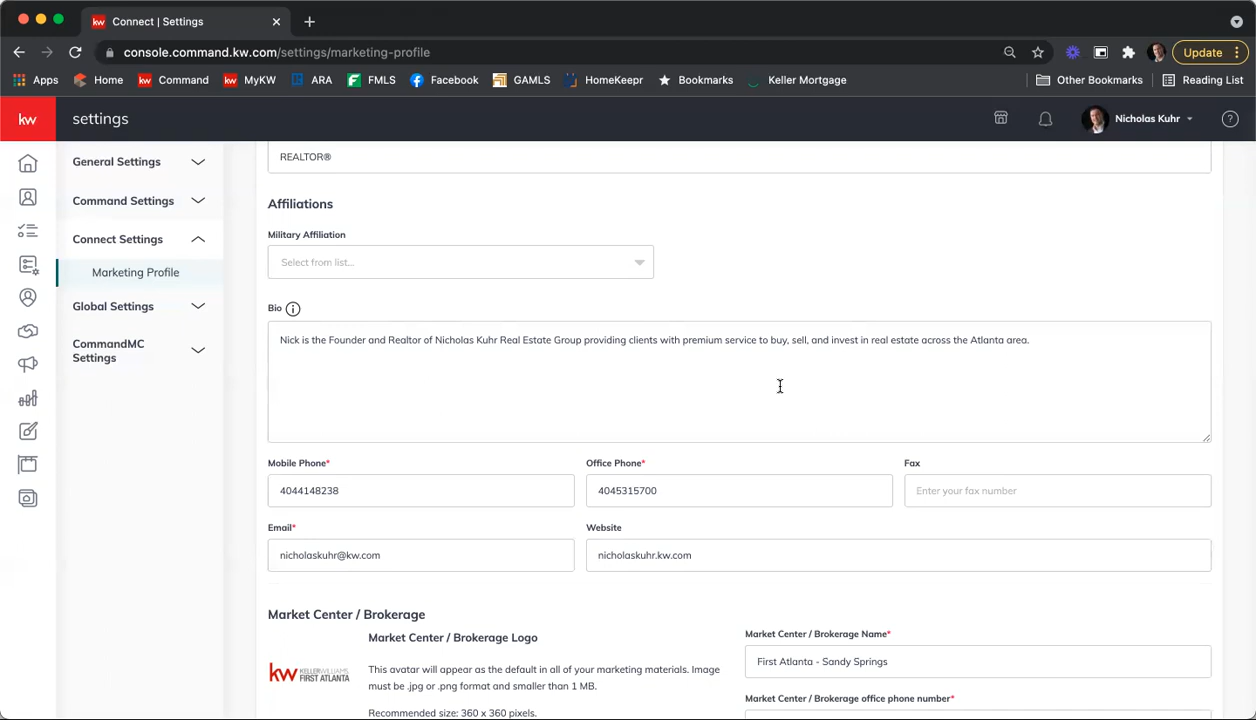 Connect | Settings
console.command.kw.com/settings/marketing-profile
Update
Apps Home Command MyKW ARA FMLS Facebook GAMLS HomeKeepr Bookmarks Keller Mortgage Other Bookmarks Reading List
kw settings Nicholas Kuhr
General Settings
Command Settings
Connect Settings
Marketing Profile
Global Settings
CommandMC
Settings
REALTOR®
Affiliations
Military Affiliation
Select from list...
Bio
Nick is the Founder and Realtor of Nicholas Kuhr Real Estate Group providing clients with premium service to buy, sell, and invest in real estate across the Atlanta area.
Mobile Phone* Office Phone* Fax
4044148238 4045315700 Enter your fax number
Email* Website
nicholaskuhr@kw.com nicholaskuhr.kw.com
Market Center / Brokerage
Market Center / Brokerage Logo
kw KELLERWILLIAMS
FIRST ATLANTA
This avatar will appear as the default in all of your marketing materials. Image
must be .jpg or .png format and smaller than 1 MB.
Recommended size: 360 x 360 pixels.
Market Center / Brokerage Name*
First Atlanta - Sandy Springs
Market Center / Brokerage office phone number*